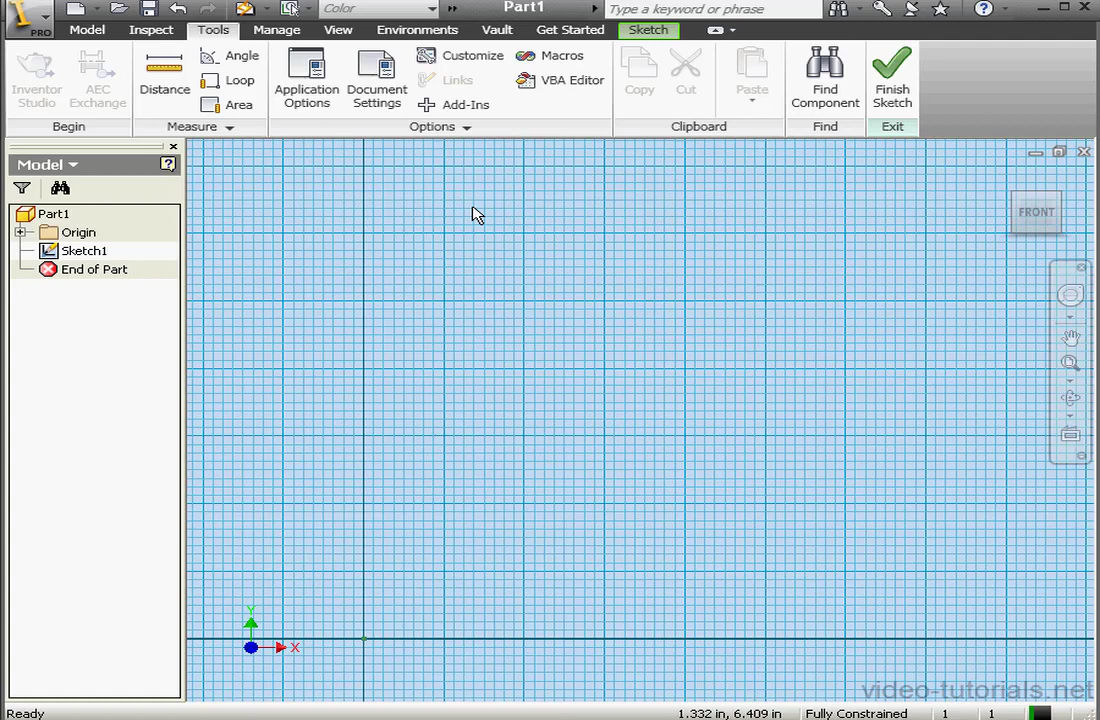 PRO
Color
Part1
Type a keyword or phrase
Model
Inspect
Tools
Manage
View
Environments
Vault
Get Started
Sketch
Inventor Studio
AEC Exchange
Distance
Angle
Loop
Area
Application Options
Document Settings
Customize
Links
Add-Ins
Macros
VBA Editor
Copy
Cut
Paste
Find Component
Finish Sketch
Begin
Measure
Options
Clipboard
Find
Exit
Model
Part1
Origin
Sketch1
End of Part
FRONT
Y
X
video-tutorials.net
Ready
1.332 in, 6.409 in
Fully Constrained
1
1